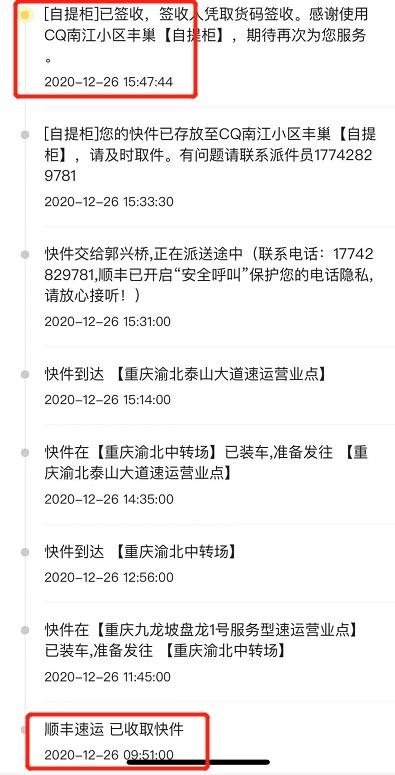 [自提柜]已签收，签收人凭取货码签收。感谢使用
CQ南江小区丰巢【自提柜】，期待再次为您服务
。
2020-12-26 15:47:44
[自提柜]您的快件已存放至CQ南江小区丰巢【自提
柜】，请及时取件。有问题请联系派件员1774282
9781
2020-12-26 15:33:30
快件交给郭兴桥,正在派送途中（联系电话：17742
829781,顺丰已开启“安全呼叫”保护您的电话隐私,
请放心接听！）
2020-12-26 15:31:00
快件到达 【重庆渝北泰山大道速运营业点】
2020-12-26 15:14:00
快件在【重庆渝北中转场】已装车,准备发往 【重
庆渝北泰山大道速运营业点】
2020-12-26 14:35:00
快件到达 【重庆渝北中转场】
2020-12-26 12:56:00
快件在【重庆九龙坡盘龙1号服务型速运营业点】
已装车,准备发往 【重庆渝北中转场】
2020-12-26 11:45:00
顺丰速运 已收取快件
2020-12-26 09:51:00